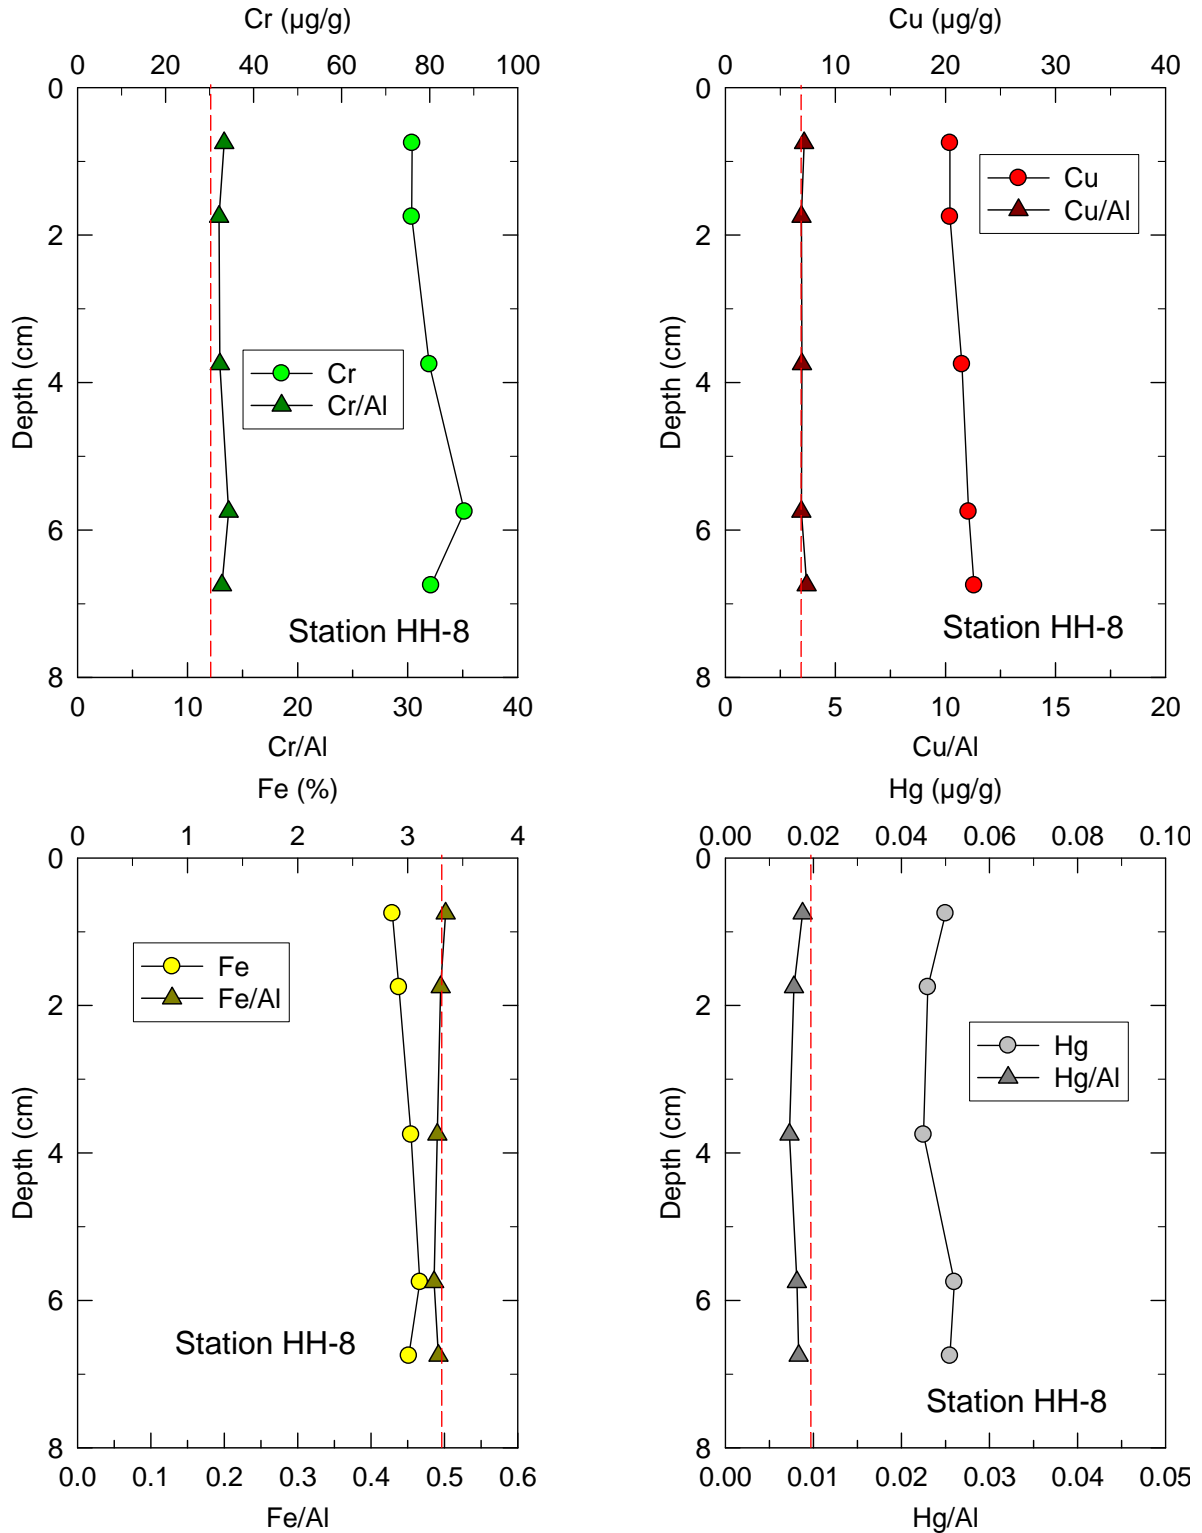 Cr (µg/g)
0 20 40 60 80 100
0
2
4
6
8
Depth (cm)
Cr
Cr/Al
Station HH-8
0 10 20 30 40
Cr/Al
Cu (µg/g)
0 10 20 30 40
0
2
4
6
8
Depth (cm)
Cu
Cu/Al
Station HH-8
0 5 10 15 20
Cu/Al
Fe (%)
0 1 2 3 4
0
2
4
6
8
Depth (cm)
Fe
Fe/Al
Station HH-8
0.0 0.1 0.2 0.3 0.4 0.5 0.6
Fe/Al
Hg (µg/g)
0.00 0.02 0.04 0.06 0.08 0.10
0
2
4
6
8
Depth (cm)
Hg
Hg/Al
Station HH-8
0.00 0.01 0.02 0.03 0.04 0.05
Hg/Al